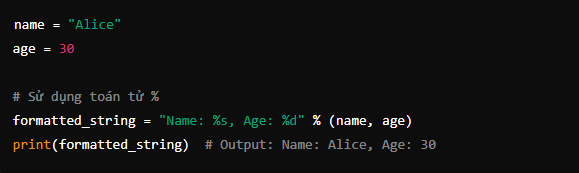 name = "Alice"
age = 30
# Sử dụng toán tử %
formatted_string = "Name: %s, Age: %d" % (name, age)
print(formatted_string)  # Output: Name: Alice, Age: 30